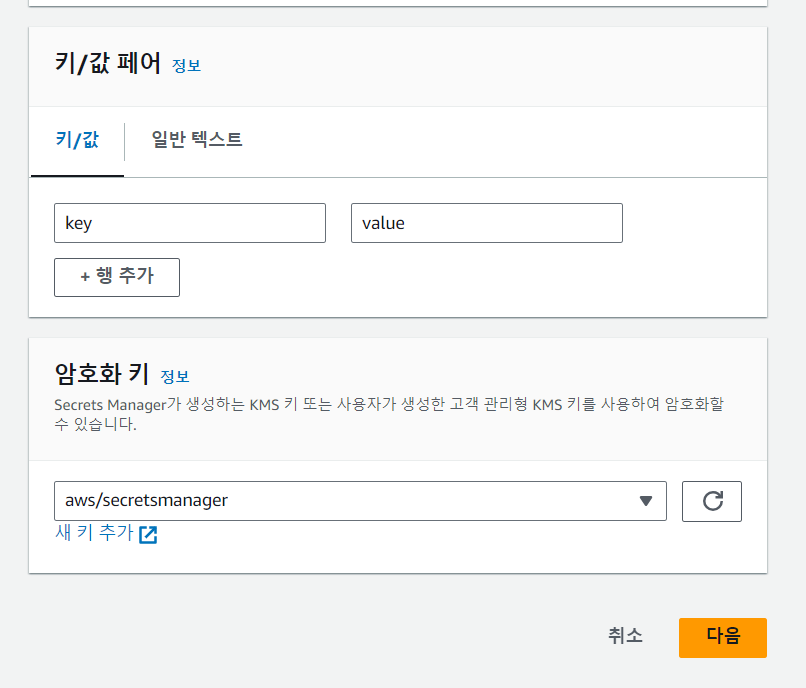 키/값 페어 정보
키/값 일반 텍스트
key value
+ 행 추가
암호화 키 정보
Secrets Manager가 생성하는 KMS 키 또는 사용자가 생성한 고객 관리형 KMS 키를 사용하여 암호화할
수 있습니다.
aws/secretsmanager
새 키 추가
취소 다음